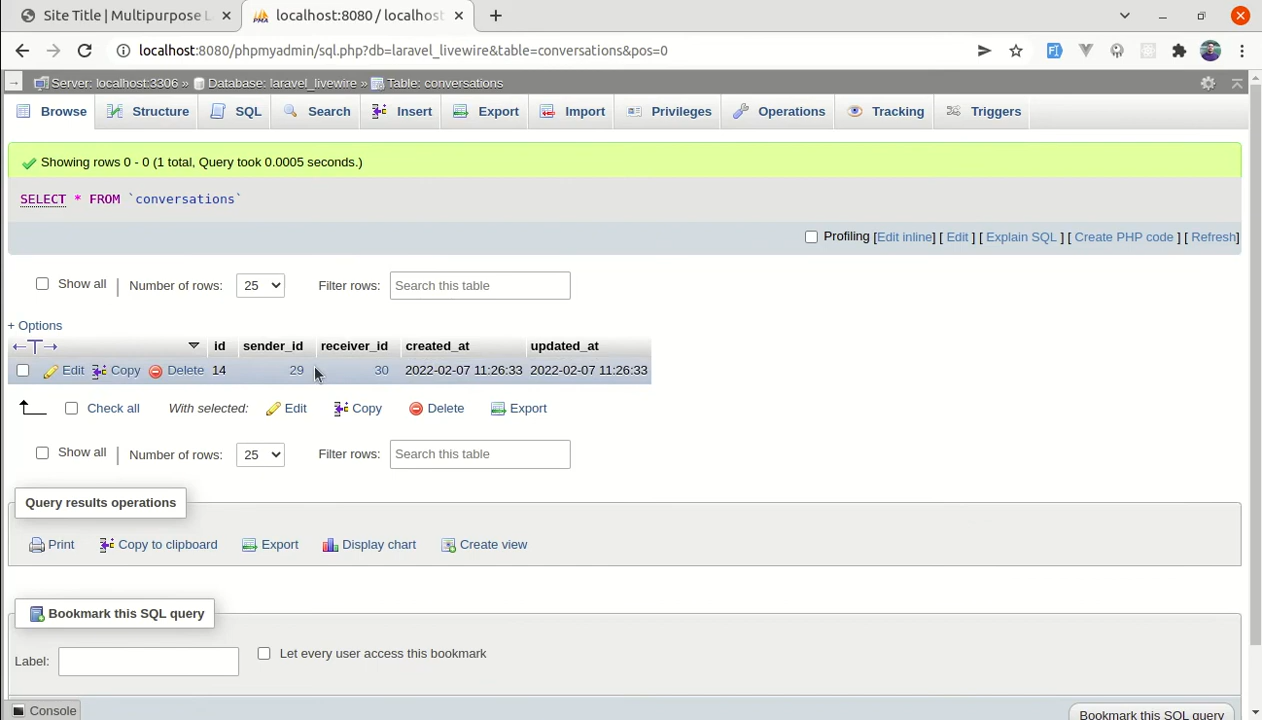 Site Title | Multipurpose L
localhost:8080 / localhost
localhost:8080/phpmyadmin/sql.php?db=laravel_livewire&table=conversations&pos=0
Server: localhost:3306 » Database: laravel_livewire » Table: conversations
Browse Structure SQL Search Insert Export Import Privileges Operations Tracking Triggers
Showing rows 0 - 0 (1 total, Query took 0.0005 seconds.)
SELECT * FROM `conversations`
Profiling [Edit inline] [ Edit ] [ Explain SQL ] [ Create PHP code ] [ Refresh]
Show all | Number of rows: 25 Filter rows: Search this table
+ Options
id sender_id receiver_id created_at updated_at
Edit Copy Delete 14 29 30 2022-02-07 11:26:33 2022-02-07 11:26:33
Check all With selected: Edit Copy Delete Export
Show all | Number of rows: 25 Filter rows: Search this table
Query results operations
Print Copy to clipboard Export Display chart Create view
Bookmark this SQL query
Label: Let every user access this bookmark
Console
Bookmark this SQL query